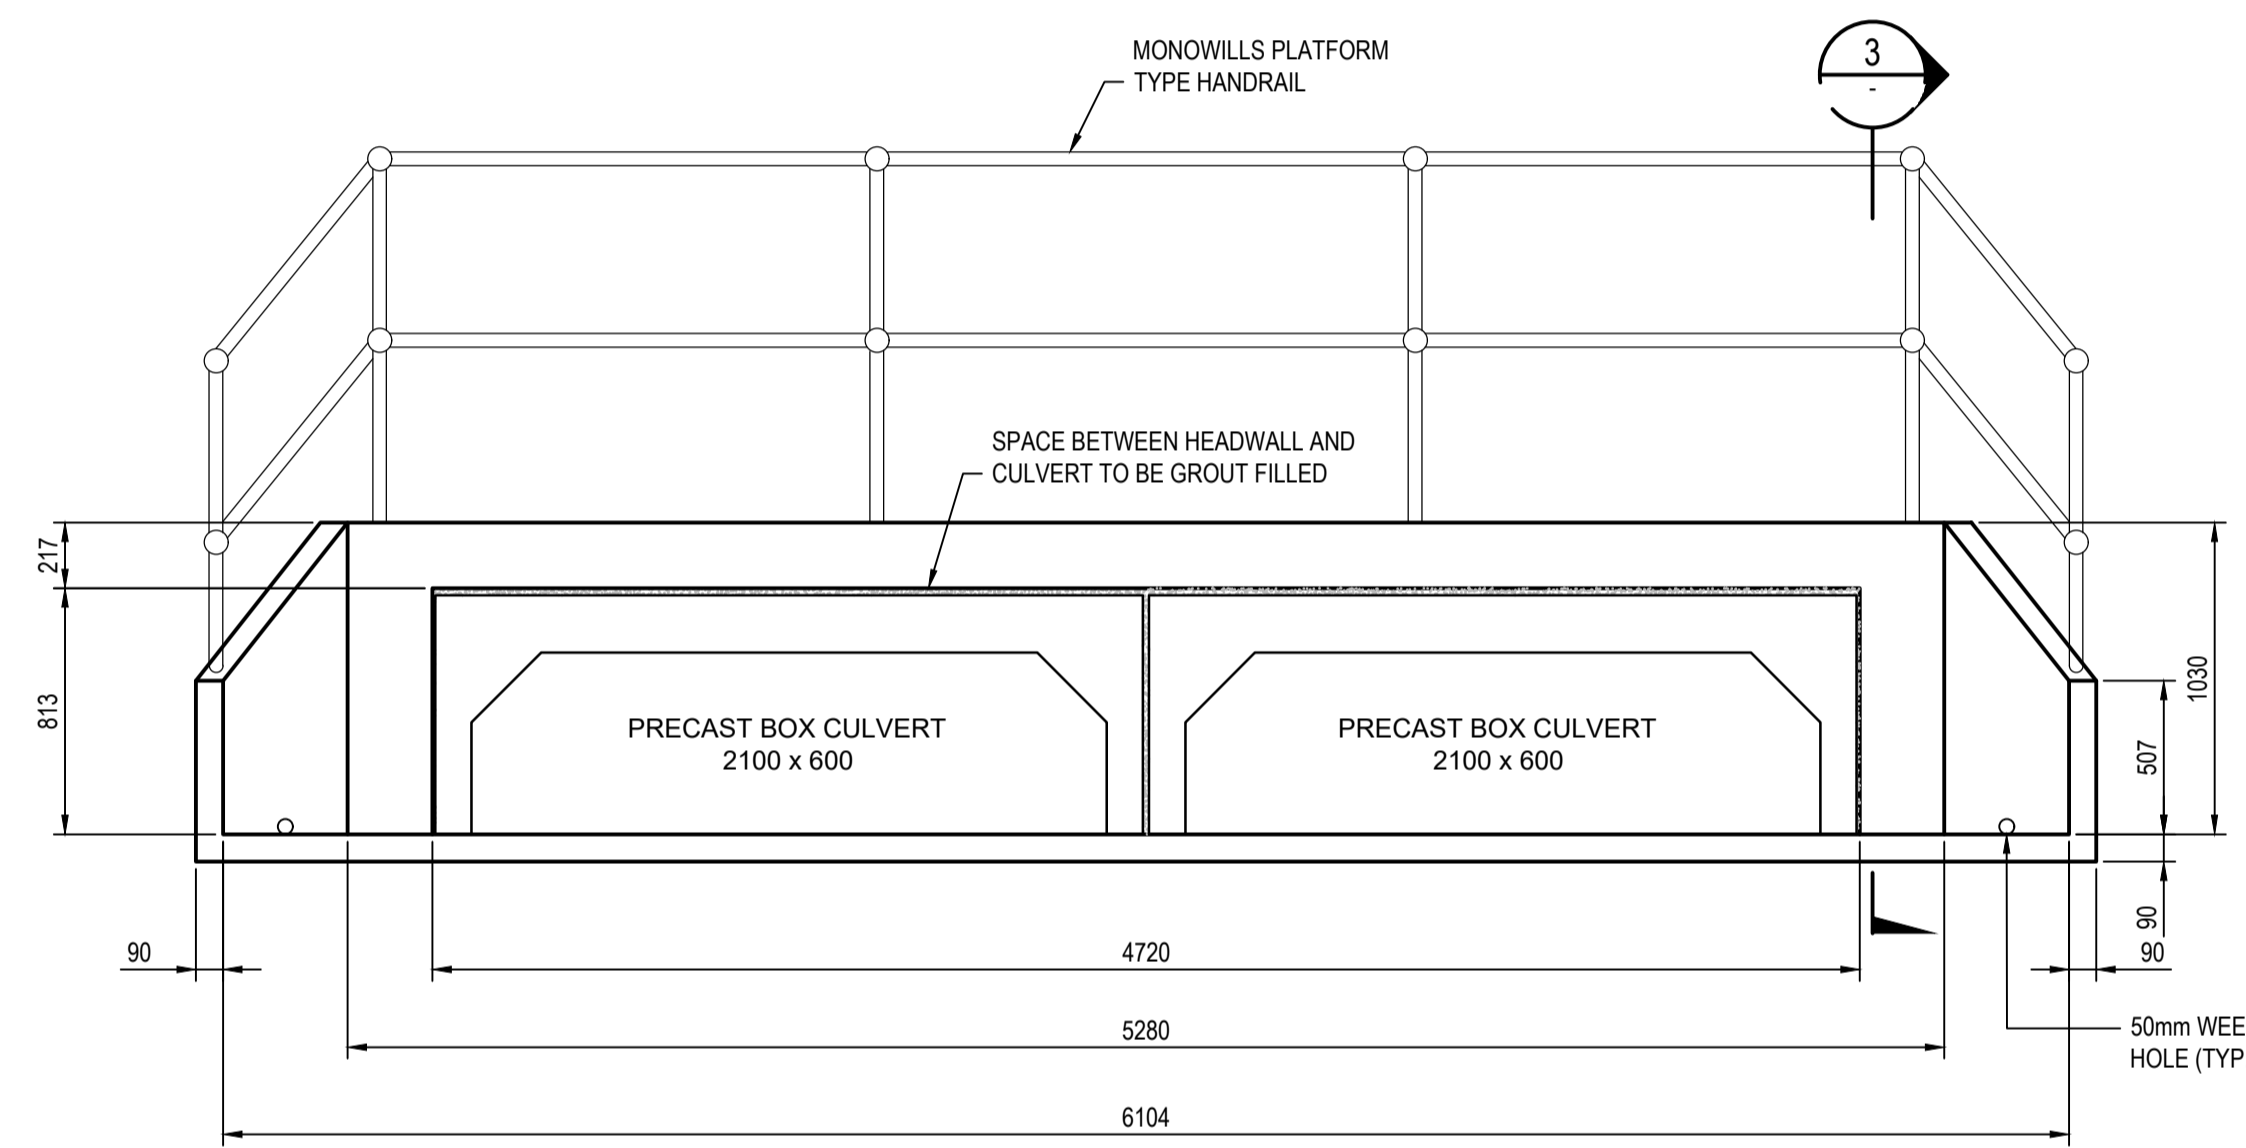 MONOWILLS PLATFORM
TYPE HANDRAIL
3
-
SPACE BETWEEN HEADWALL AND
CULVERT TO BE GROUT FILLED
217
813
1030
507
90
PRECAST BOX CULVERT
2100 x 600
PRECAST BOX CULVERT
2100 x 600
90
4720
90
5280
50mm WEE
HOLE (TYP
6104